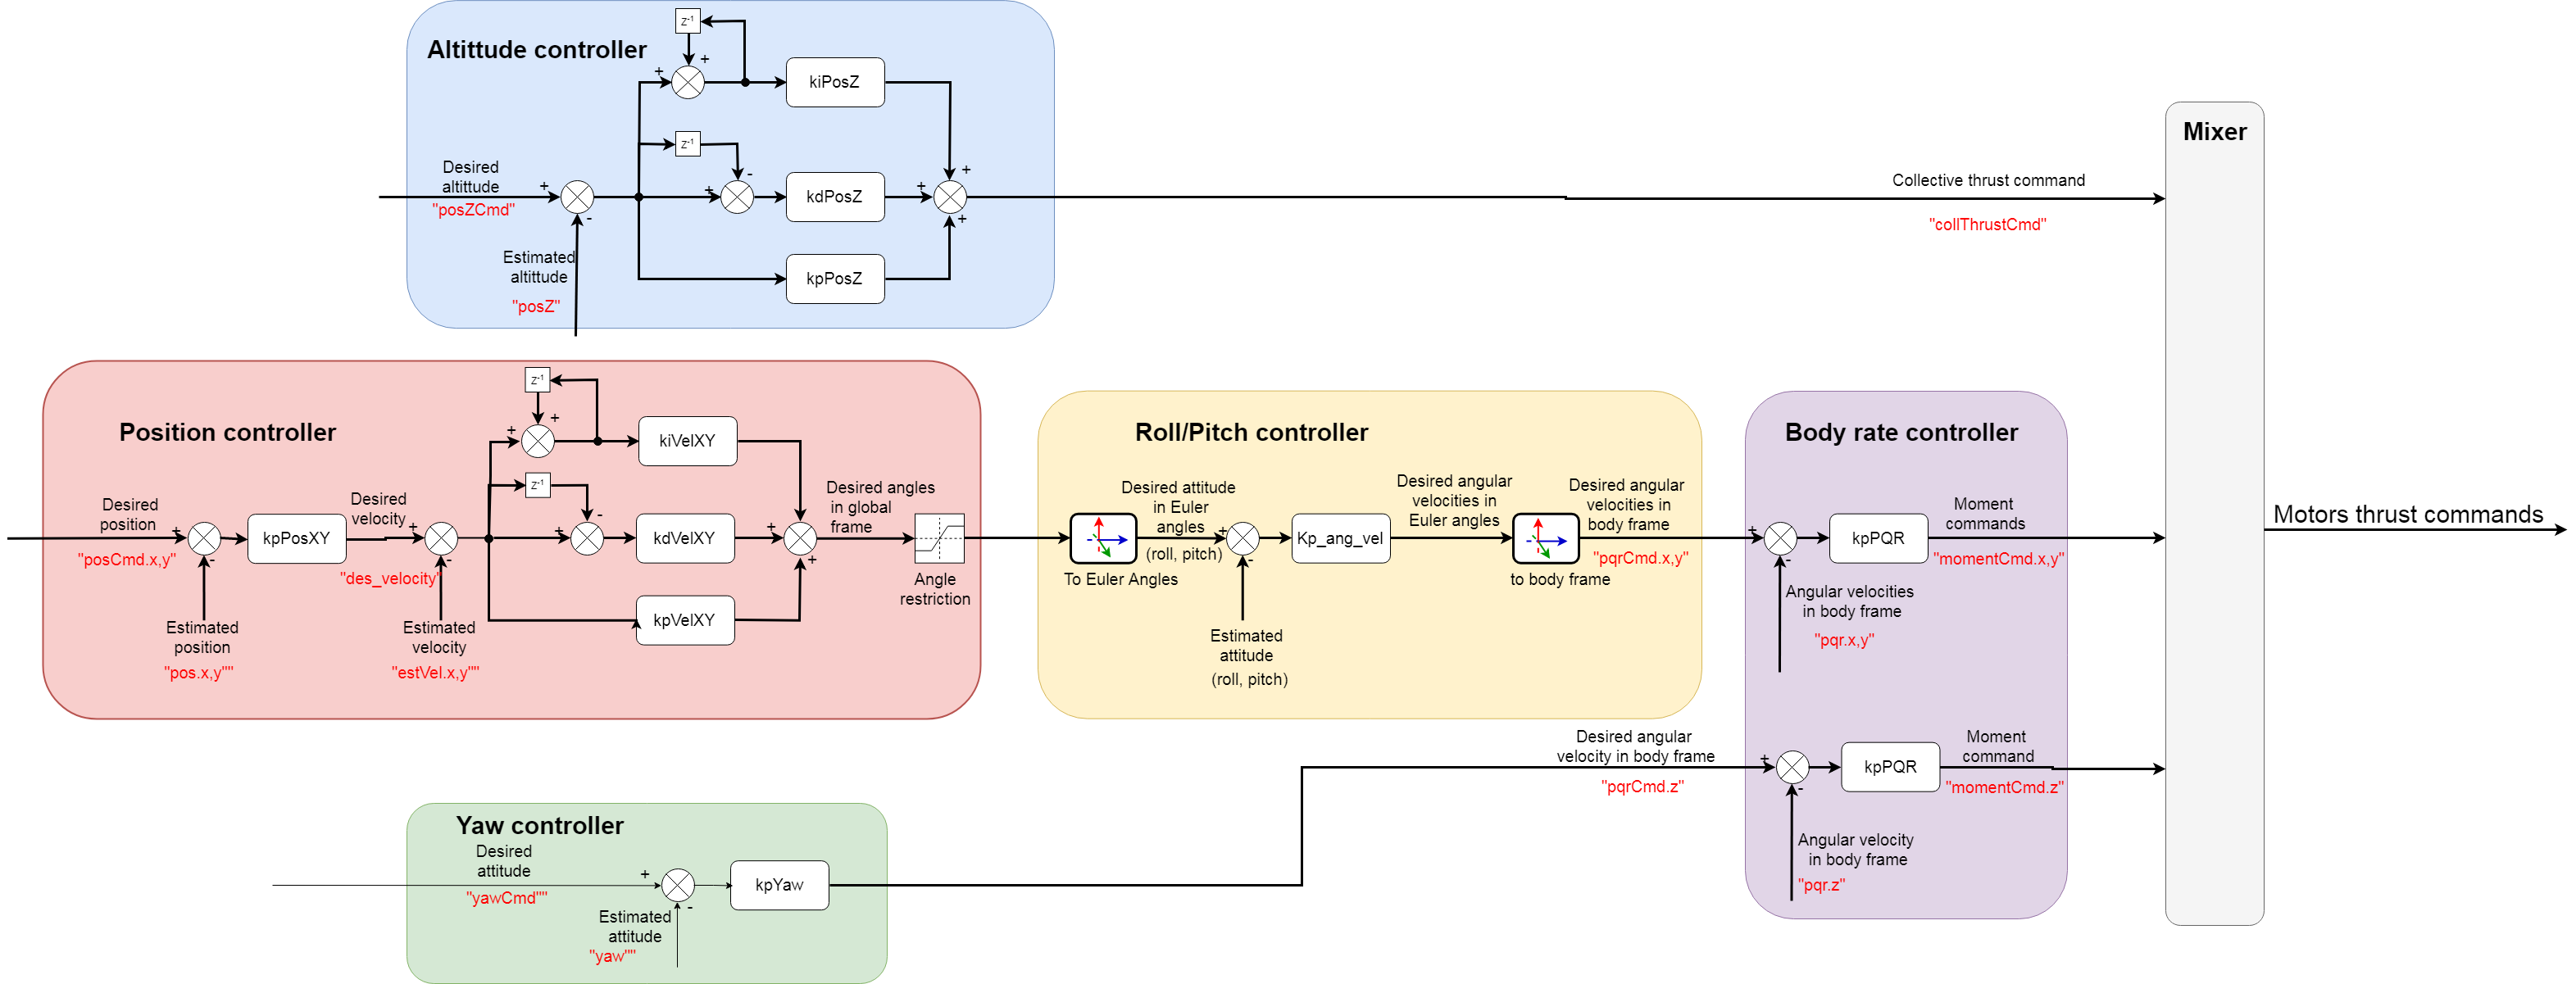 Altittude controller
z-1
+
+
kiPosZ
z-1
Desired
altittude
"posZCmd"
+
-
+
-
kdPosZ
+
+
+
Estimated
altittude
"posZ"
kpPosZ
Collective thrust command
"collThrustCmd"
Mixer
Motors thrust commands
Position controller
z-1
+
+
kiVelXY
z-1
Desired
position
"posCmd.x,y"
+
-
kpPosXY
Desired
velocity
"des_velocity"
+
-
+
-
kdVelXY
+
+
Desired angles
in global
frame
Angle
restriction
Estimated
position
"pos.x,y""
Estimated
velocity
"estVel.x,y""
kpVelXY
Roll/Pitch controller
-
To Euler Angles
Desired attitude
in Euler
angles
(roll, pitch)
+
-
Kp_ang_vel
Desired angular
velocities in
Euler angles
-
to body frame
Desired angular
velocities in
body frame
"pqrCmd.x,y"
Estimated
attitude
(roll, pitch)
Body rate controller
+
-
kpPQR
Moment
commands
"momentCmd.x,y"
Angular velocities
in body frame
"pqr.x,y"
Desired angular
velocity in body frame
"pqrCmd.z"
+
-
kpPQR
Moment
command
"momentCmd.z"
Angular velocity
in body frame
"pqr.z"
Yaw controller
Desired
attitude
"yawCmd""
+
-
kpYaw
Estimated
attitude
"yaw""